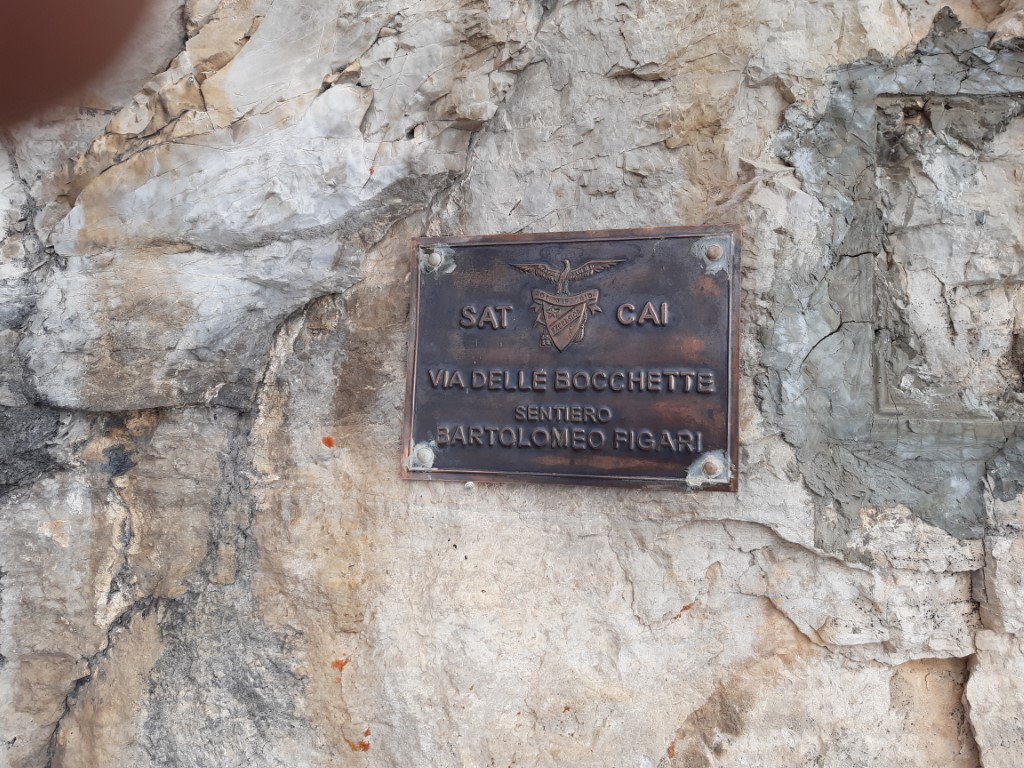 SAT CAI
VIA DELLE BOCCHETTE
SENTIERO
BARTOLOMEO FIGARI